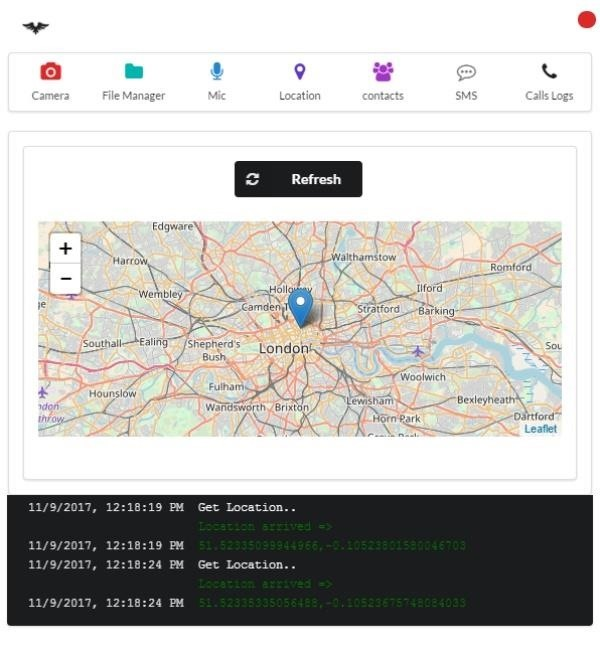 Camera
File Manager
Mic
Location
contacts
SMS
Calls Logs
Refresh
+
−
Edgware
Harrow
Walthamstow
Romford
Wembley
Holloway
Ilford
Camden
Stratford
Barking
Southall
Ealing
Shepherd's
Bush
London
Fulham
Woolwich
Hounslow
Wandsworth
Brixton
Lewisham
Bexleyheath
Horn Park
Dartford
Leaflet
11/9/2017, 12:18:19 PM Get Location..
Location arrived =>
11/9/2017, 12:18:19 PM 51.52335099944966,-0.10523801580046703
11/9/2017, 12:18:24 PM Get Location..
Location arrived =>
11/9/2017, 12:18:24 PM 51.52335335056488,-0.10523675748084033